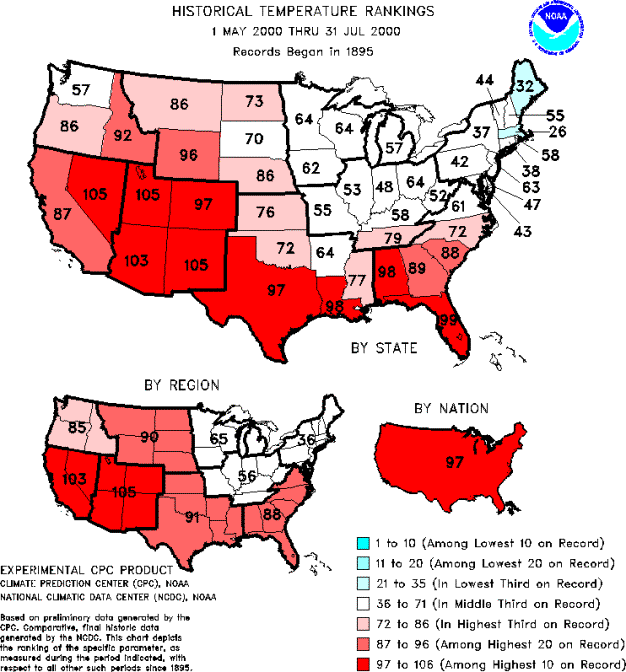 HISTORICAL TEMPERATURE RANKINGS
1 MAY 2000 THRU 31 JUL 2000
Records Began in 1895
NOAA
57
86
92
86
73
70
96
86
105
105
97
87
76
103
105
72
97
64
64
57
62
53
48
64
55
58
64
79
77
98
98
89
88
72
99
52
61
42
37
44
32
55
26
58
38
63
47
43
BY STATE
BY REGION
85
90
65
36
56
103
105
91
88
BY NATION
97
1 to 10 (Among Lowest 10 on Record)
11 to 20 (Among Lowest 20 on Record)
21 to 35 (In Lowest Third on Record)
36 to 71 (In Middle Third on Record)
72 to 86 (In Highest Third on Record)
87 to 96 (Among Highest 20 on Record)
97 to 106 (Among Highest 10 on Record)
EXPERIMENTAL CPC PRODUCT
CLIMATE PREDICTION CENTER (CPC), NOAA
NATIONAL CLIMATIC DATA CENTER (NCDC), NOAA
Based on preliminary data generated by the
CPC. Comparative, final historic data
generated by the NCDC. This chart depicts
the ranking of the specific parameter, as
measured during the period indicated, with
respect to all other such periods since 1895.